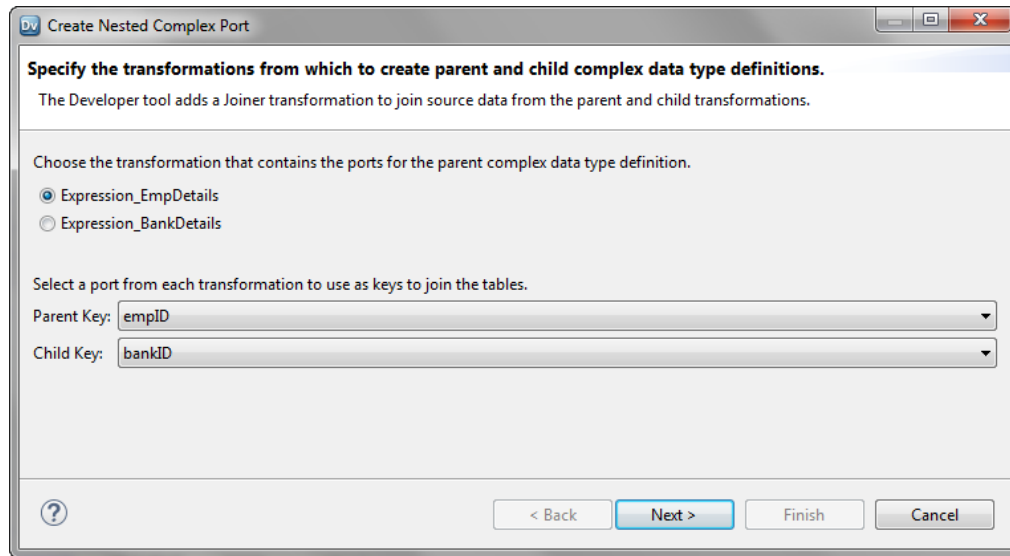 Dv Create Nested Complex Port
Specify the transformations from which to create parent and child complex data type definitions.
The Developer tool adds a Joiner transformation to join source data from the parent and child transformations.
Choose the transformation that contains the ports for the parent complex data type definition.
Expression_EmpDetails
Expression_BankDetails
Select a port from each transformation to use as keys to join the tables.
Parent Key: empID
Child Key: bankID
? < Back Next > Finish Cancel